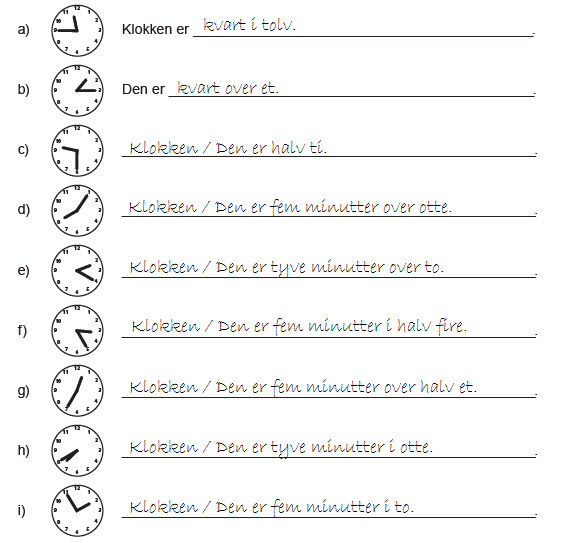 a) Klokken er kvart i tolv. .
b) Den er kvart over et. .
c) Klokken / Den er halv ti. .
d) Klokken / Den er fem minutter over otte. .
e) Klokken / Den er tyve minutter over to. .
f) Klokken / Den er fem minutter i halv fire. .
g) Klokken / Den er fem minutter over halv et. .
h) Klokken / Den er tyve minutter i otte. .
i) Klokken / Den er fem minutter i to. .